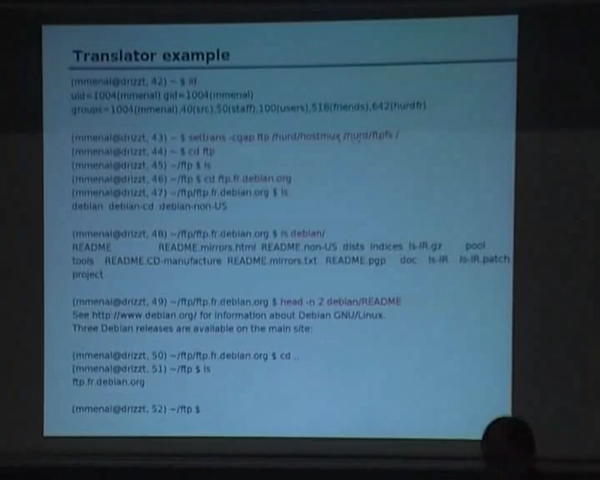 Translator example
(mmenal@drizzt, 42) ~ $ id
uid=1004(mmenal) gid=1004(mmenal)
groups=1004(mmenal),40(src),50(staff),100(users),518(friends),642(hurdfr)
(mmenal@drizzt, 43) ~ $ settrans -cgap ftp /hurd/hostmux /hurd/ftpfs /
(mmenal@drizzt, 44) ~ $ cd ftp
(mmenal@drizzt, 45) ~/ftp $ ls
(mmenal@drizzt, 46) ~/ftp $ cd ftp.fr.debian.org
(mmenal@drizzt, 47) ~/ftp/ftp.fr.debian.org $ ls
debian debian-cd debian-non-US
(mmenal@drizzt, 48) ~/ftp/ftp.fr.debian.org $ ls debian/
README README.mirrors.html README.non-US dists indices ls-lR.gz pool
tools README.CD-manufacture README.mirrors.txt README.pgp doc ls-lR ls-lR.patch
project
(mmenal@drizzt, 49) ~/ftp/ftp.fr.debian.org $ head -n 2 debian/README
See http://www.debian.org/ for information about Debian GNU/Linux.
Three Debian releases are available on the main site:
(mmenal@drizzt, 50) ~/ftp/ftp.fr.debian.org $ cd ..
(mmenal@drizzt, 51) ~/ftp $ ls
ftp.fr.debian.org
(mmenal@drizzt, 52) ~/ftp $